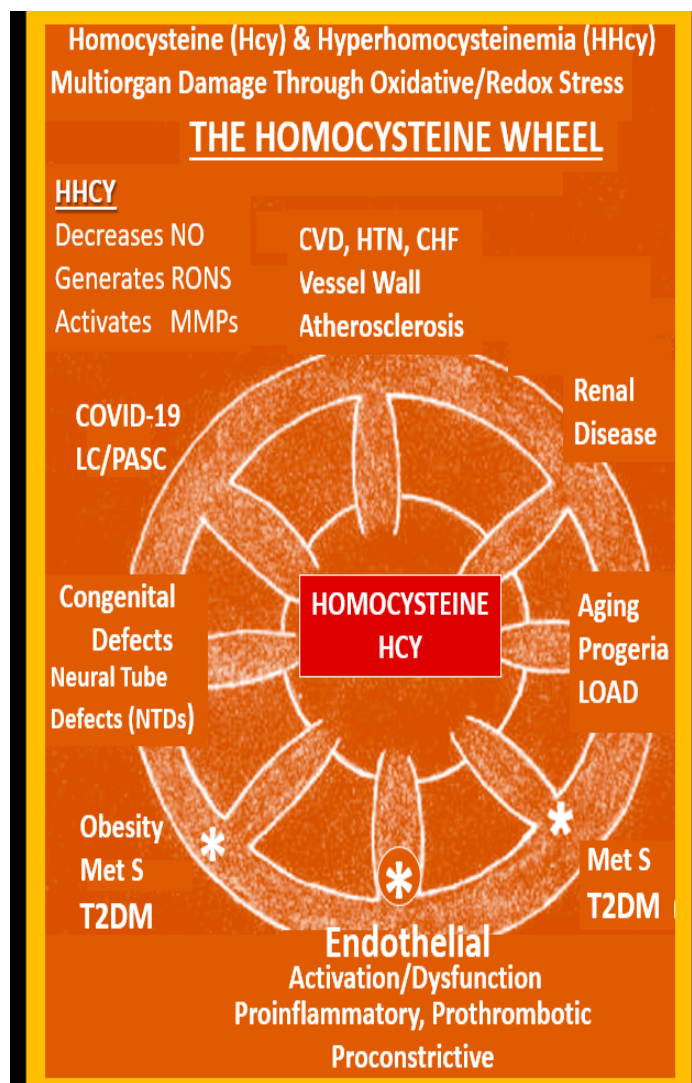 Homocysteine (Hcy) & Hyperhomocysteinemia (HHcy)
Multiorgan Damage Through Oxidative/Redox Stress
THE HOMOCYSTEINE WHEEL
HHCY
Decreases NO
Generates RONS
Activates MMPs
CVD, HTN, CHF
Vessel Wall
Atherosclerosis
COVID-19
LC/PASC
Renal
Disease
Congenital
Defects
Neural Tube
Defects (NTDs)
HOMOCYSTEINE
HCY
Aging
Progeria
LOAD
Obesity
Met S
T2DM
*
*
*
Met S
T2DM
Endothelial
Activation/Dysfunction
Proinflammatory, Prothrombotic
Proconstrictive